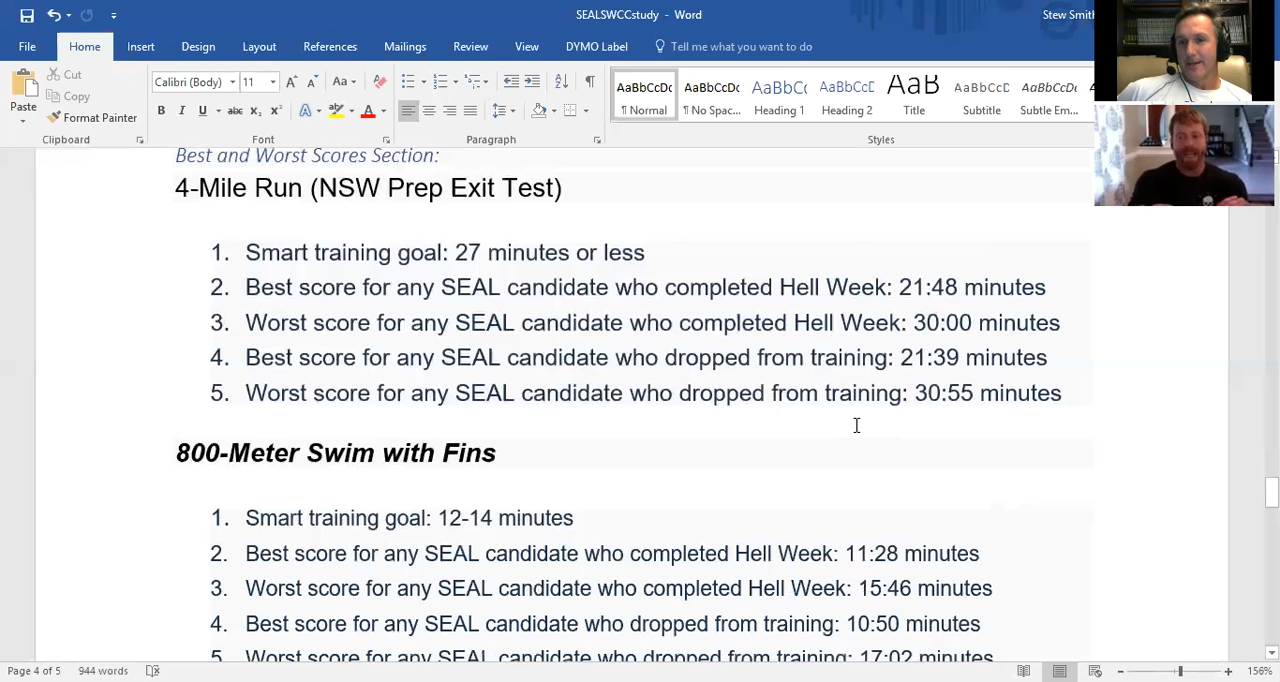 SEALSWCCstudy - Word
Stew Smith
File Home Insert Design Layout References Mailings Review View DYMO Label Tell me what you want to do
Paste
Cut
Copy
Format Painter
Clipboard
Calibri (Body) 11
Font
Paragraph
AaBbCcDc AaBbCcDc AaBbCc AaBbCcD AaB AaBbCcD AaBbCcDc
¶ Normal ¶ No Spac... Heading 1 Heading 2 Title Subtitle Subtle Em...
Styles
Best and Worst Scores Section:
4-Mile Run (NSW Prep Exit Test)
1. Smart training goal: 27 minutes or less
2. Best score for any SEAL candidate who completed Hell Week: 21:48 minutes
3. Worst score for any SEAL candidate who completed Hell Week: 30:00 minutes
4. Best score for any SEAL candidate who dropped from training: 21:39 minutes
5. Worst score for any SEAL candidate who dropped from training: 30:55 minutes
800-Meter Swim with Fins
1. Smart training goal: 12-14 minutes
2. Best score for any SEAL candidate who completed Hell Week: 11:28 minutes
3. Worst score for any SEAL candidate who completed Hell Week: 15:46 minutes
4. Best score for any SEAL candidate who dropped from training: 10:50 minutes
5. Worst score for any SEAL candidate who dropped from training: 17:02 minutes
Page 4 of 5 944 words 156%